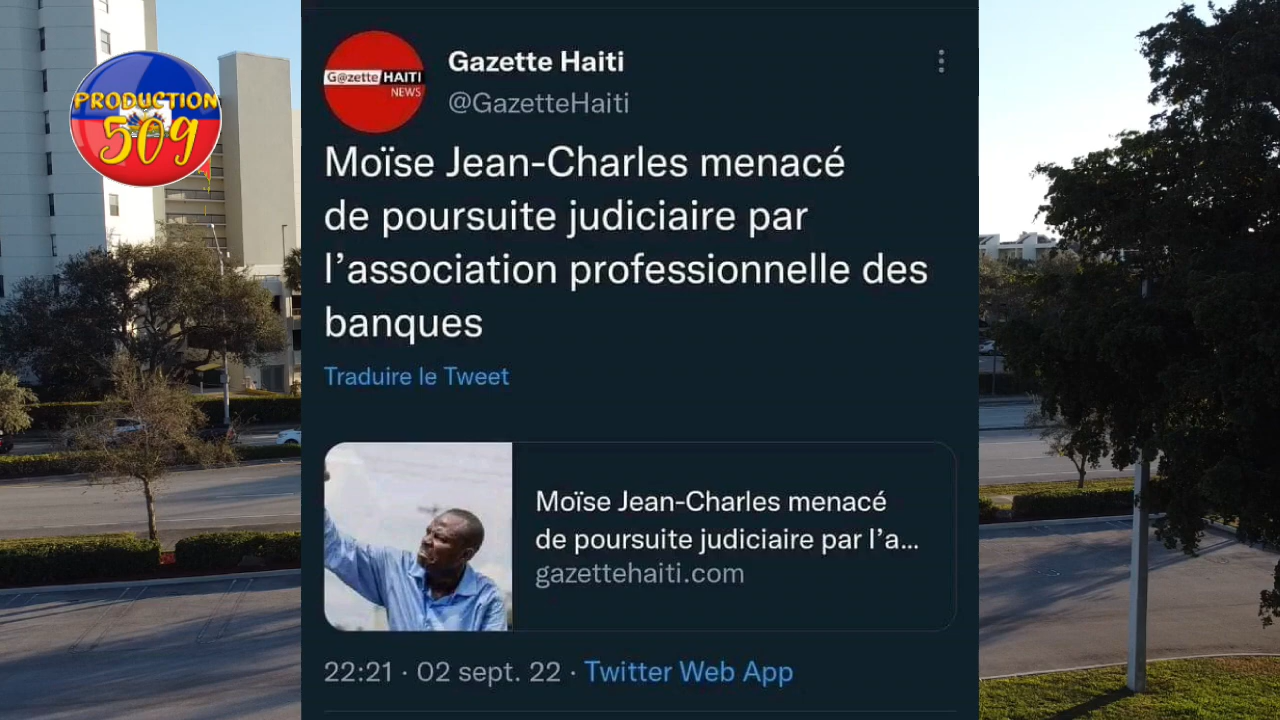 PRODUCTION
509
G@zette HAITI
NEWS
Gazette Haiti
@GazetteHaiti
Moïse Jean-Charles menacé
de poursuite judiciaire par
l’association professionnelle des
banques
Traduire le Tweet
Moïse Jean-Charles menacé
de poursuite judiciaire par l’a...
gazettehaiti.com
22:21 · 02 sept. 22 · Twitter Web App